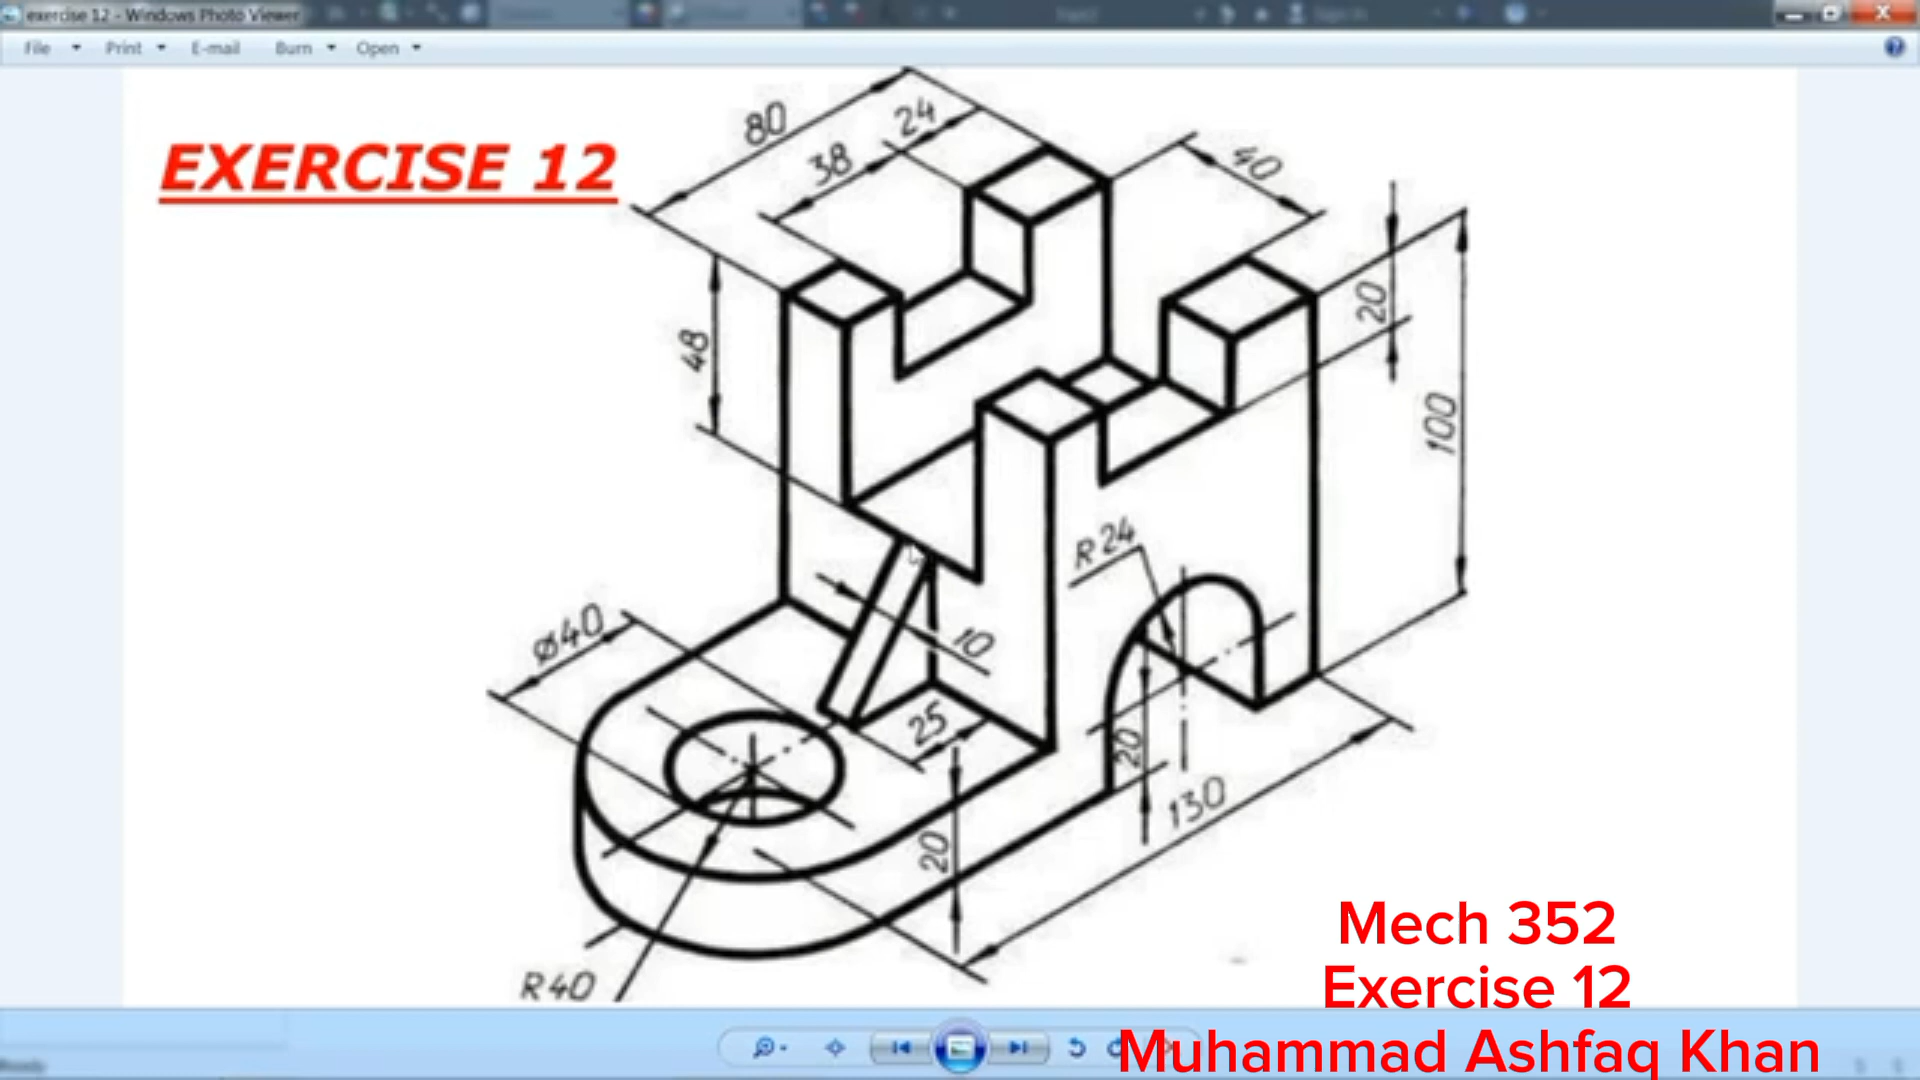 exercise 12 - Windows Photo Viewer
File Print E-mail Burn Open
EXERCISE 12
80
24
38
40
20
48
100
R 24
Ø40
10
25
20
130
20
R40
Mech 352
Exercise 12
Muhammad Ashfaq Khan